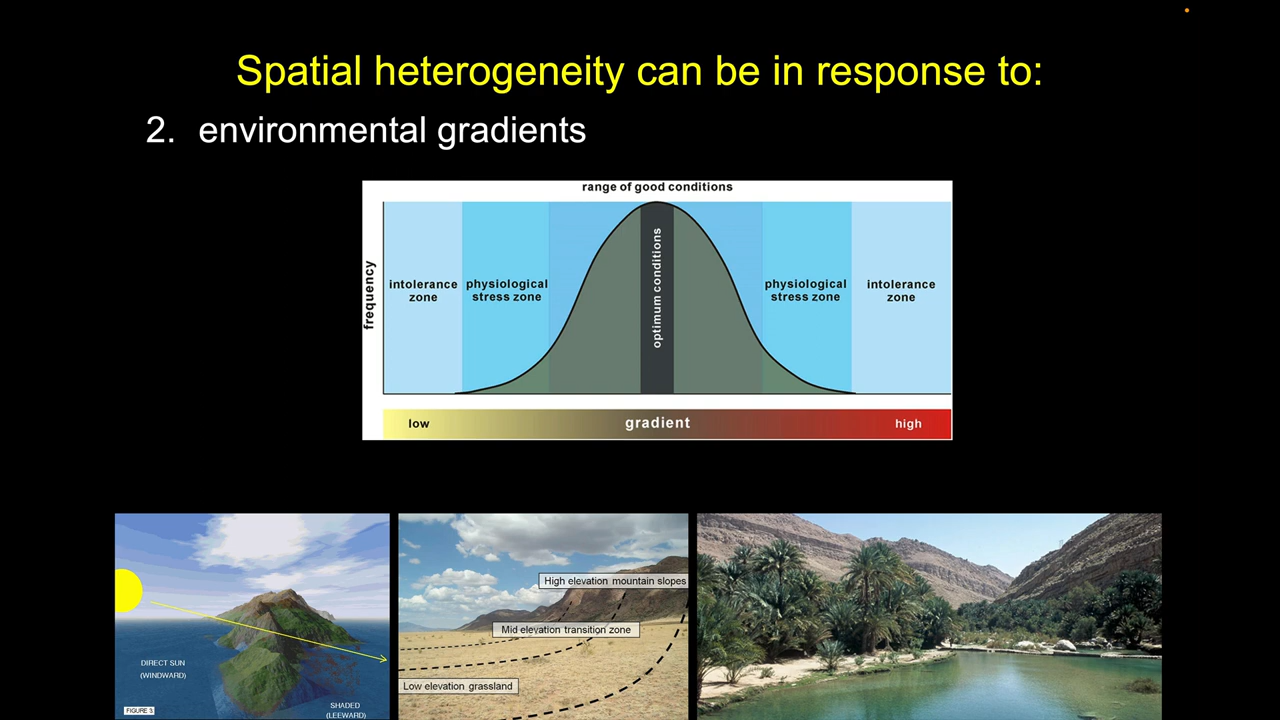 Spatial heterogeneity can be in response to:
2. environmental gradients
range of good conditions
frequency
intolerance
zone
physiological
stress zone
optimum conditions
physiological
stress zone
intolerance
zone
low
gradient
high
DIRECT SUN
(WINDWARD)
SHADED
(LEEWARD)
FIGURE 3
High elevation mountain slopes
Mid elevation transition zone
Low elevation grassland